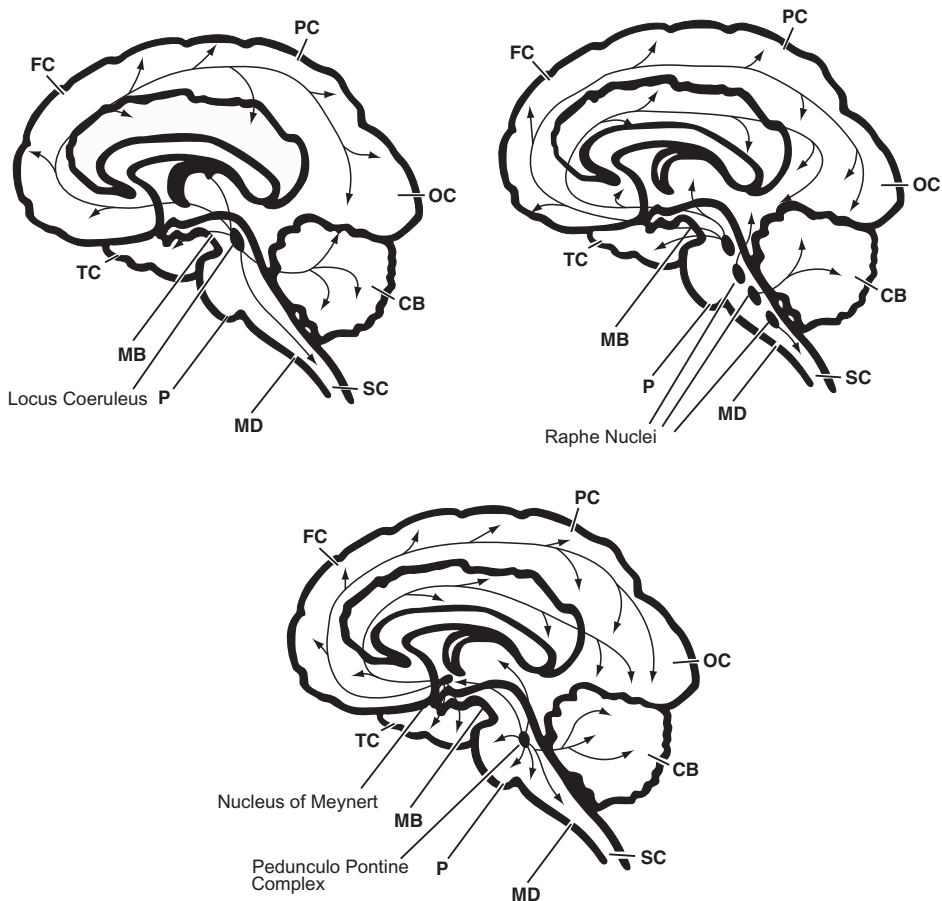 PC
FC
OC
TC
CB
MB
SC
Locus Coeruleus P
MD
PC
FC
OC
TC
CB
MB
SC
P
MD
Raphe Nuclei
PC
FC
OC
TC
CB
Nucleus of Meynert
MB
SC
Pedunculo Pontine
Complex
P
MD